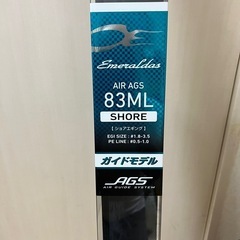 Emeraldas
AIR AGS
83ML
SHORE
[ショアエギング]
EGI SIZE : #1.8-3.5
PE LINE : #0.5-1.0
ガイドモデル
AGS
AIR GUIDE SYSTEM